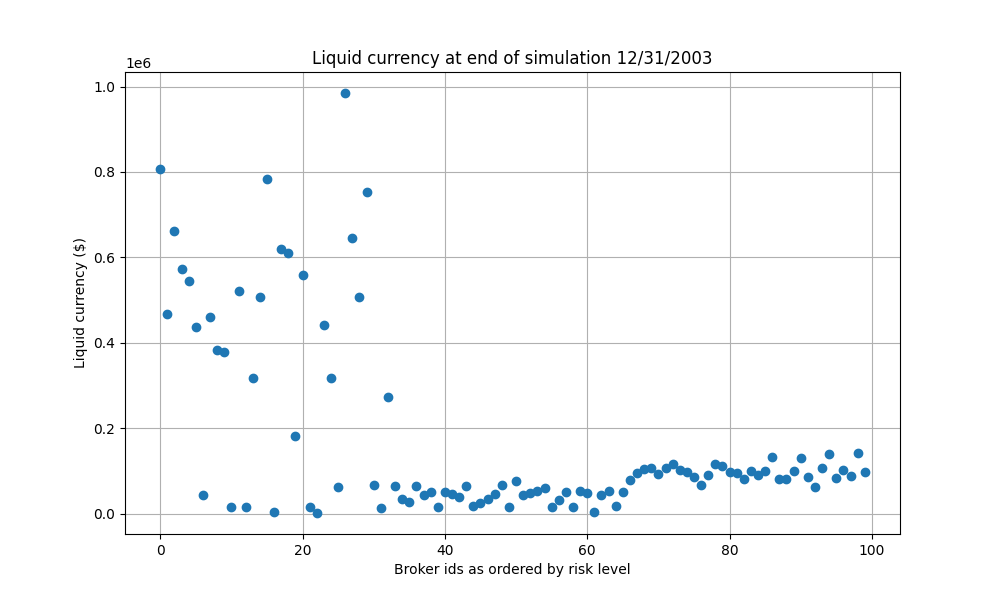 Liquid currency at end of simulation 12/31/2003
1e6
1.0
0.8
0.6
0.4
0.2
0.0
Liquid currency ($)
0 20 40 60 80 100
Broker ids as ordered by risk level